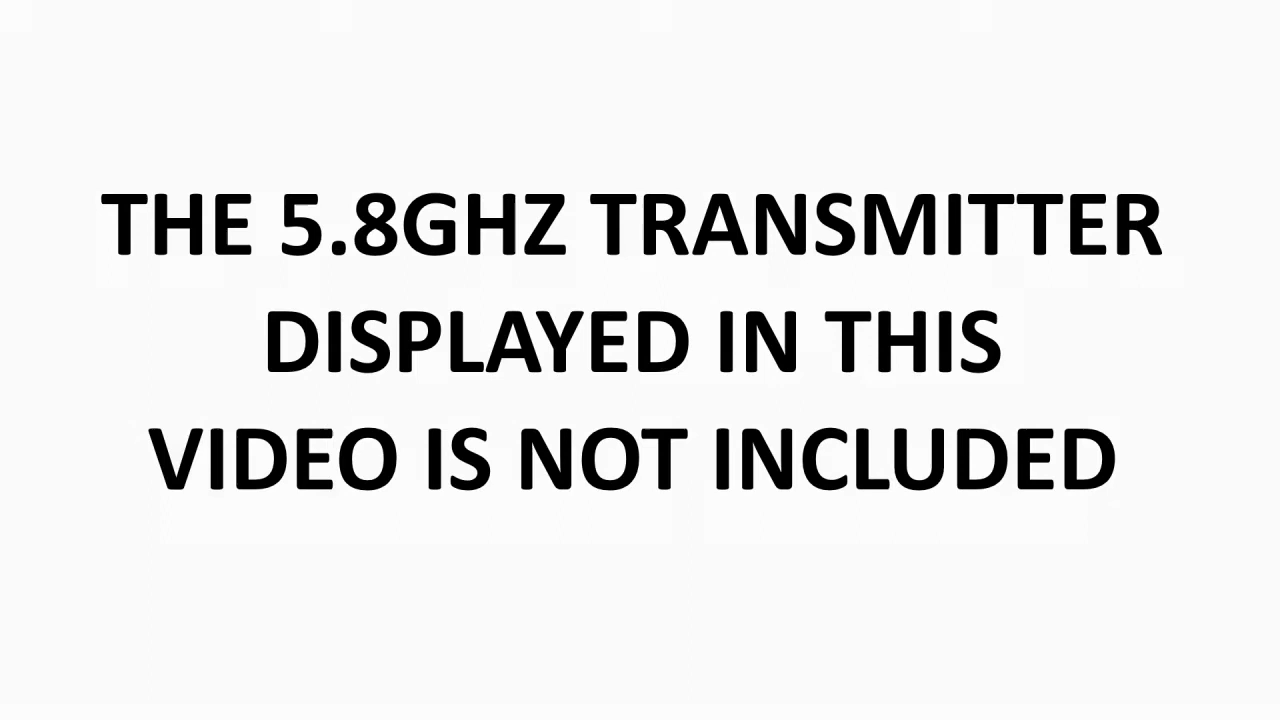 THE 5.8GHZ TRANSMITTER
DISPLAYED IN THIS
VIDEO IS NOT INCLUDED